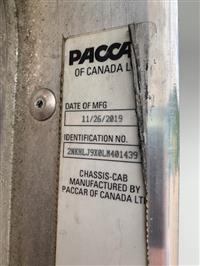 PACCA
OF CANADA L
DATE OF MFG
11/26/2019
IDENTIFICATION NO.
2NKHLJ9X0LM401439
CHASSIS-CAB
MANUFACTURED BY
PACCAR OF CANADA LT